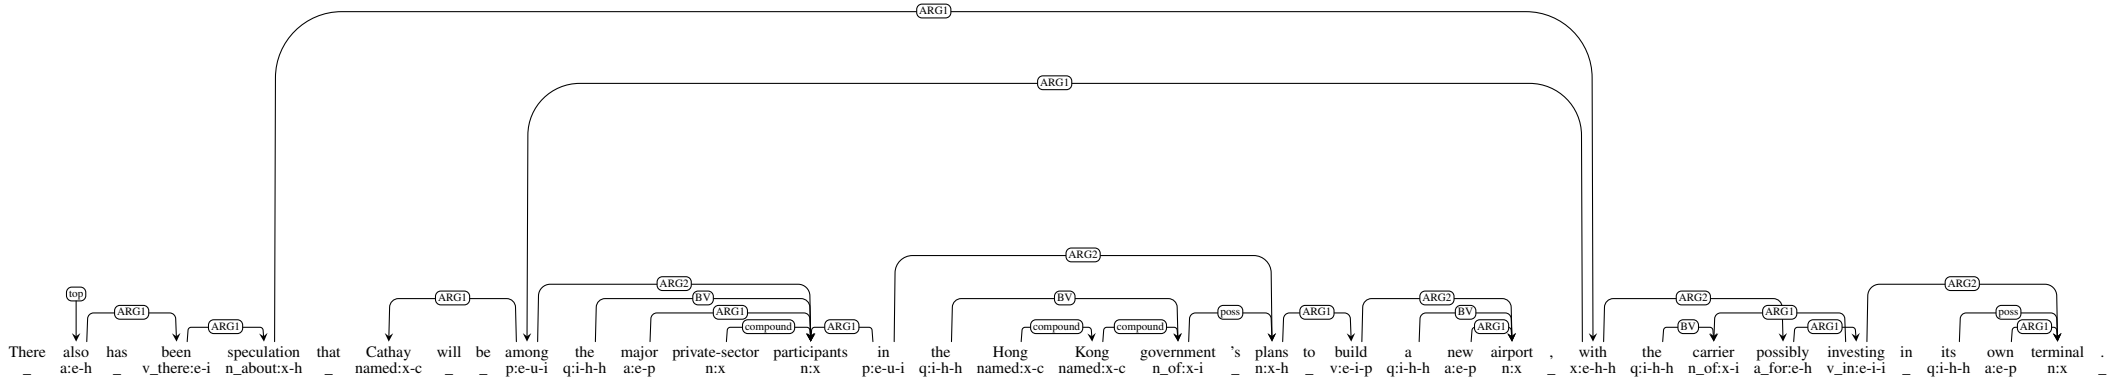 ARG1
ARG1
ARG2
top ARG1 ARG2 ARG2
ARG1 BV BV ARG2 ARG2
ARG1 ARG1 poss ARG1 BV ARG1 poss
ARG1 compound ARG1 compound compound ARG1 BV ARG1 ARG1
There also has been speculation that Cathay will be among the major private-sector participants in the Hong Kong government 's plans to build a new airport , with the carrier possibly investing in its own terminal .
_ a:e-h _ v_there:e-i n_about:x-h _ named:x-c _ _ p:e-u-i q:i-h-h a:e-p n:x n:x p:e-u-i q:i-h-h named:x-c named:x-c n_of:x-i _ n:x-h _ v:e-i-p q:i-h-h a:e-p n:x _ x:e-h-h q:i-h-h n_of:x-i a_for:e-h v_in:e-i-i _ q:i-h-h a:e-p n:x _